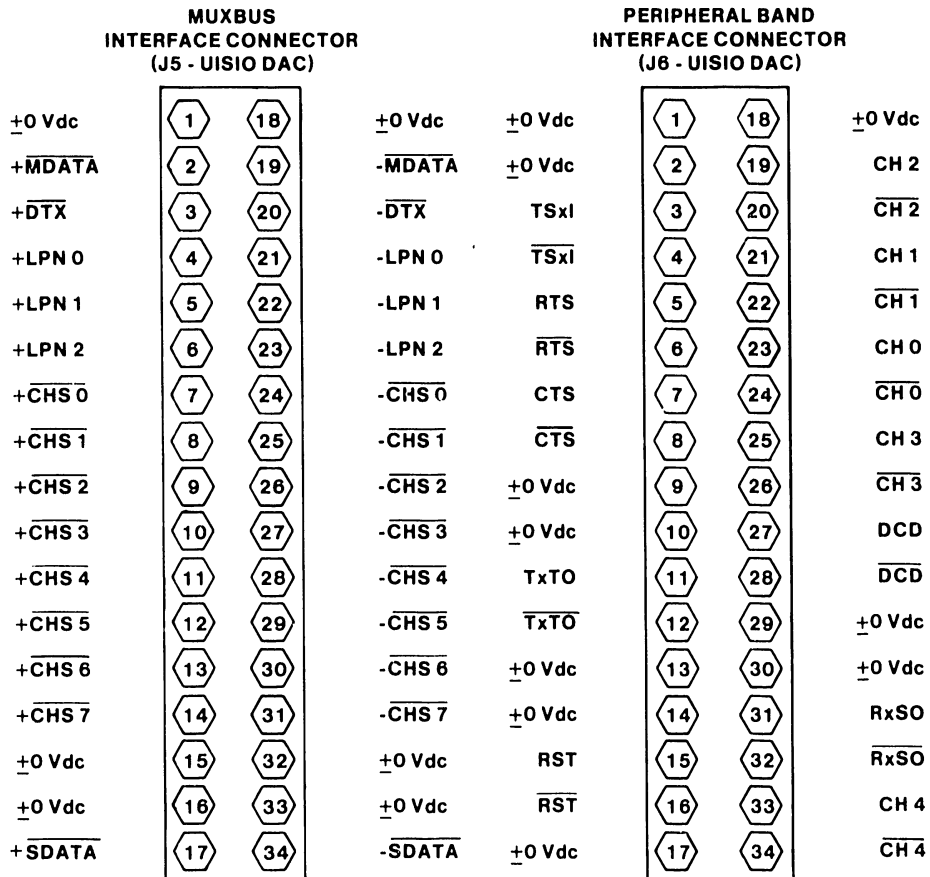 MUXBUS
INTERFACE CONNECTOR
(J5 - UISIO DAC)
PERIPHERAL BAND
INTERFACE CONNECTOR
(J6 - UISIO DAC)
±0 Vdc 1 18 ±0 Vdc ±0 Vdc 1 18 ±0 Vdc
+MDATA 2 19 -MDATA ±0 Vdc 2 19 CH 2
+DTX 3 20 -DTX TSxI 3 20 CH 2
+LPN 0 4 21 -LPN 0 TSxI 4 21 CH 1
+LPN 1 5 22 -LPN 1 RTS 5 22 CH 1
+LPN 2 6 23 -LPN 2 RTS 6 23 CH 0
+CHS 0 7 24 -CHS 0 CTS 7 24 CH 0
+CHS 1 8 25 -CHS 1 CTS 8 25 CH 3
+CHS 2 9 26 -CHS 2 ±0 Vdc 9 26 CH 3
+CHS 3 10 27 -CHS 3 ±0 Vdc 10 27 DCD
+CHS 4 11 28 -CHS 4 TxTO 11 28 DCD
+CHS 5 12 29 -CHS 5 TxTO 12 29 ±0 Vdc
+CHS 6 13 30 -CHS 6 ±0 Vdc 13 30 ±0 Vdc
+CHS 7 14 31 -CHS 7 ±0 Vdc 14 31 RxSO
±0 Vdc 15 32 ±0 Vdc RST 15 32 RxSO
±0 Vdc 16 33 ±0 Vdc RST 16 33 CH 4
+SDATA 17 34 -SDATA ±0 Vdc 17 34 CH 4